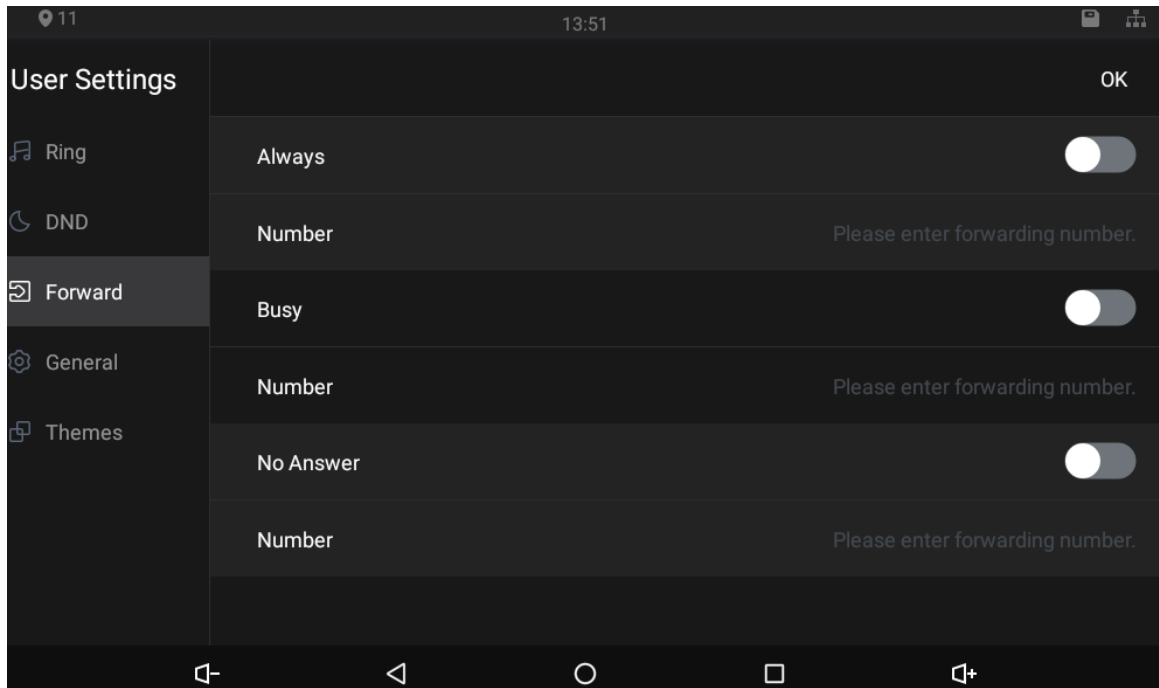 11
13:51
User Settings
OK
Ring
Always
DND
Number
Please enter forwarding number.
Forward
Busy
General
Number
Please enter forwarding number.
Themes
No Answer
Number
Please enter forwarding number.